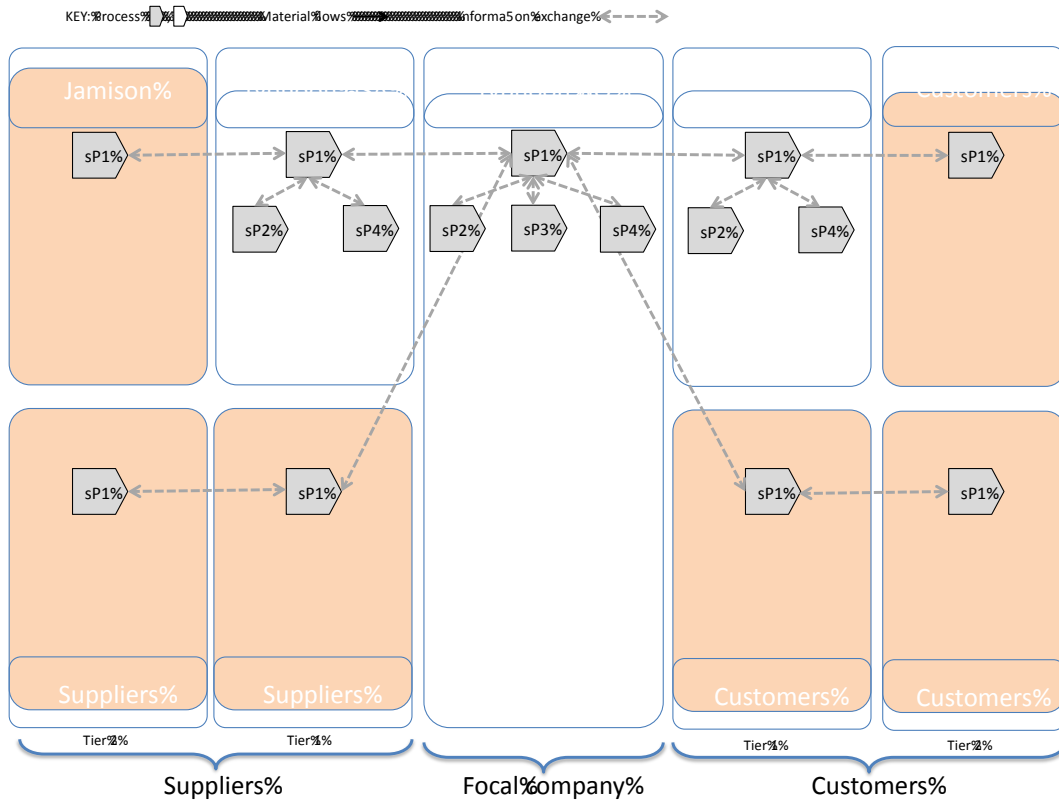 KEY:% Process% Material% flows% Informa5on% exchange%
Jamison%
Customers%
sP1% sP1% sP1% sP1% sP1%
sP2% sP4% sP2% sP3% sP4% sP2% sP4%
sP1% sP1% sP1% sP1%
Suppliers% Suppliers% Customers% Customers%
Tier%2% Tier%1% Tier%1% Tier%2%
Suppliers% Focal%company% Customers%